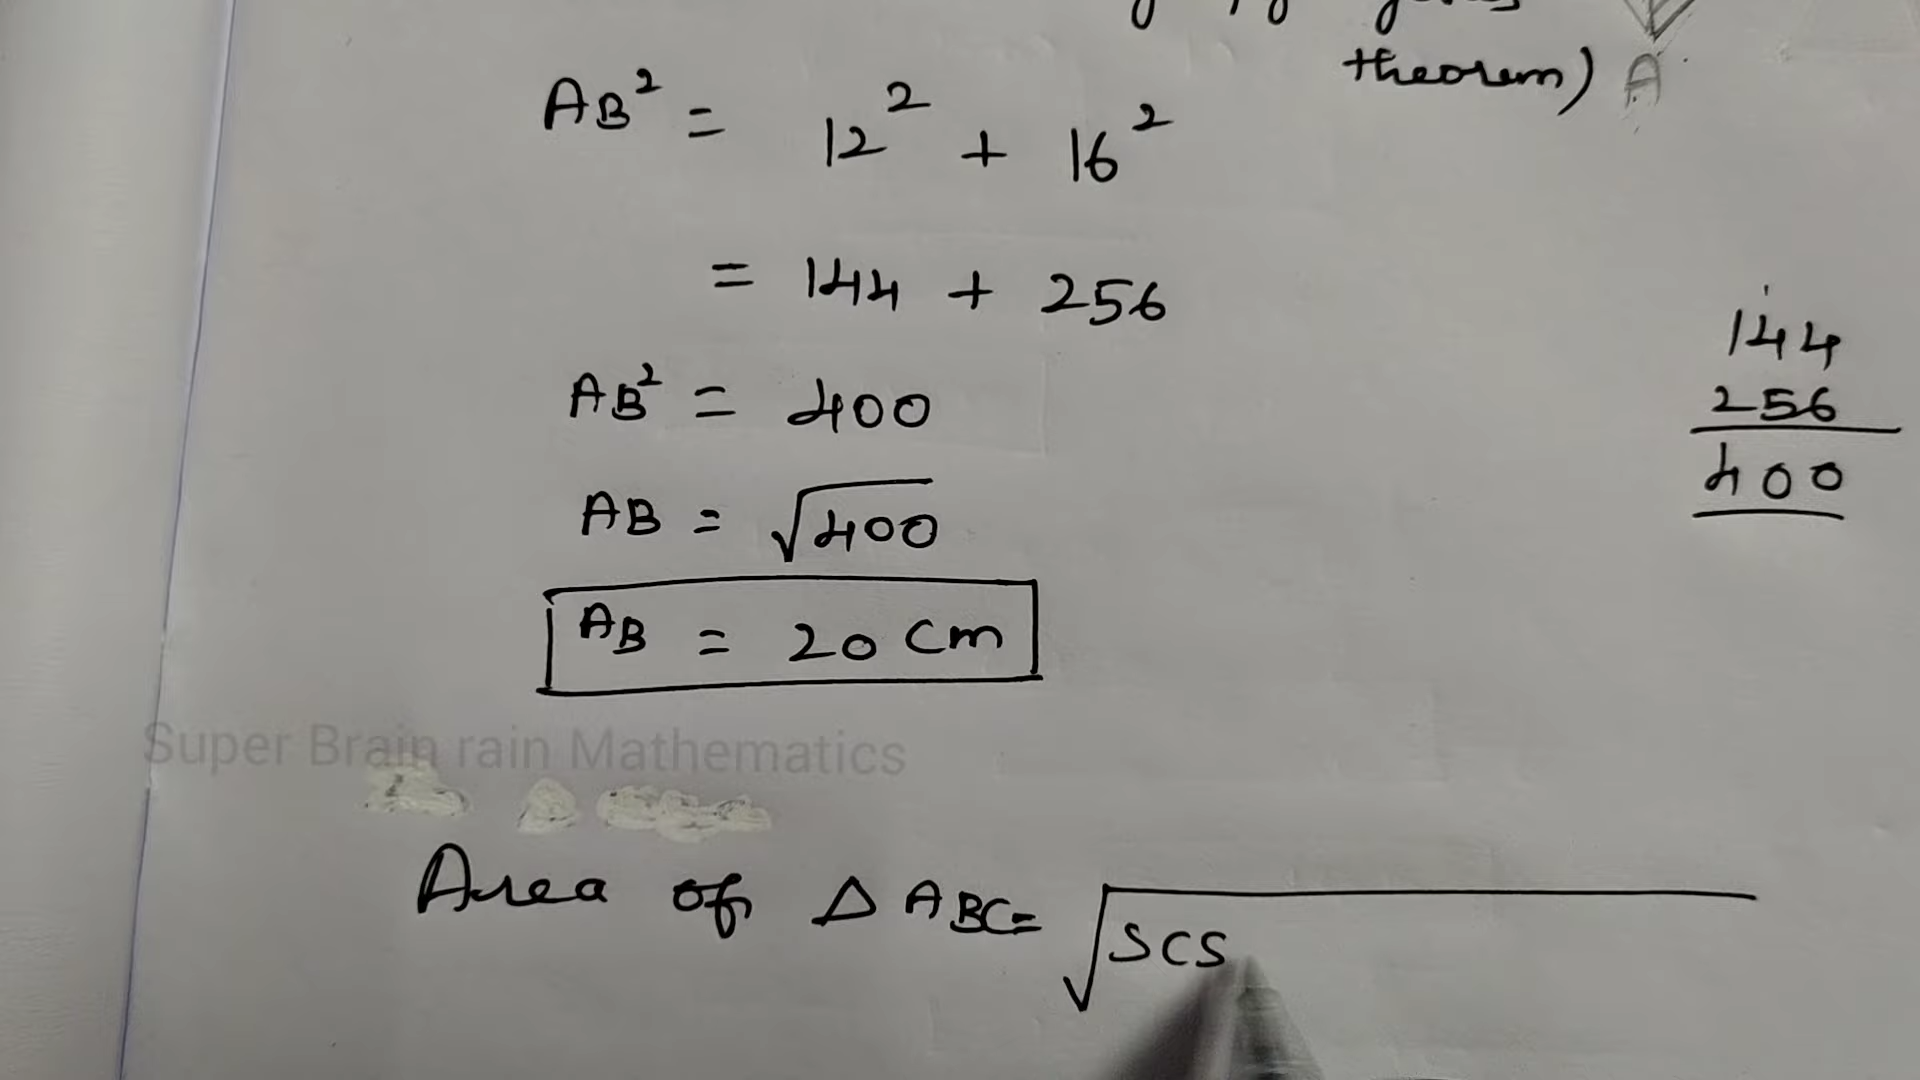 theorem) A
AB² = 12² + 16²
= 144 + 256
AB² = 400
AB = √400
AB = 20 cm
144
256
400
Super Brain rain Mathematics
Area of △ ABC = √SCS